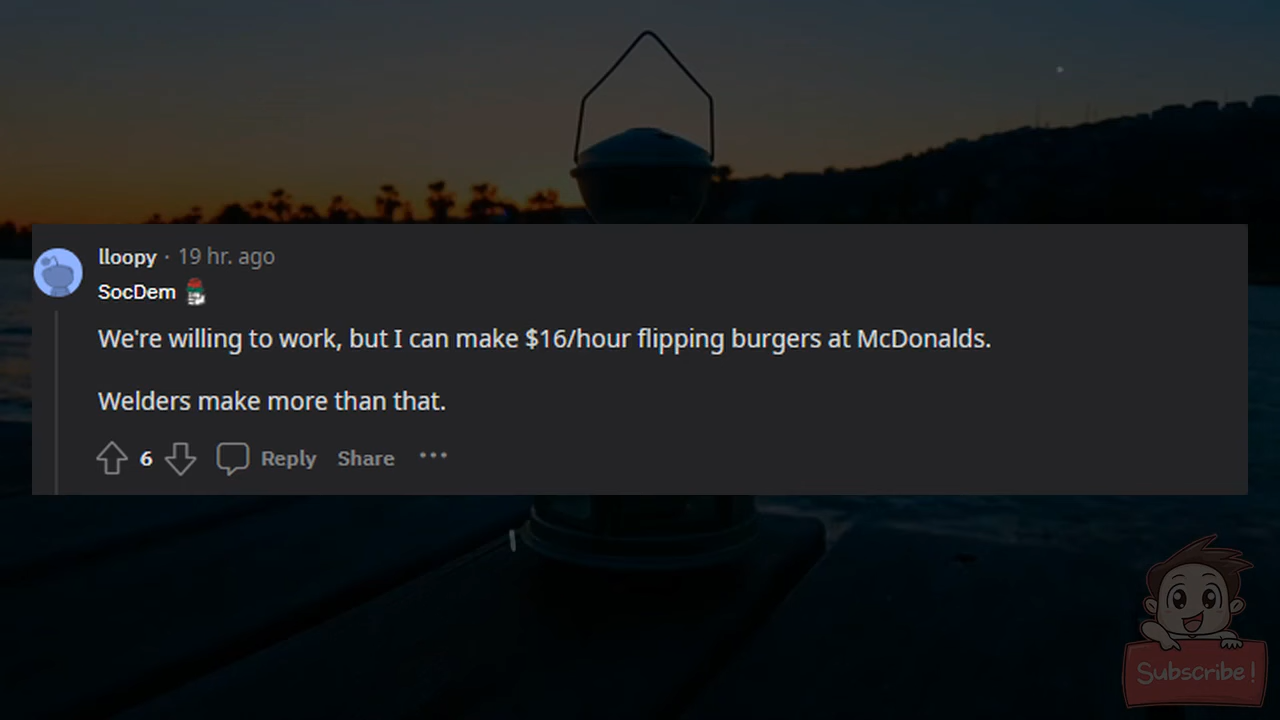 lloopy · 19 hr. ago
SocDem
We're willing to work, but I can make $16/hour flipping burgers at McDonalds.
Welders make more than that.
6 Reply Share ···
Subscribe!